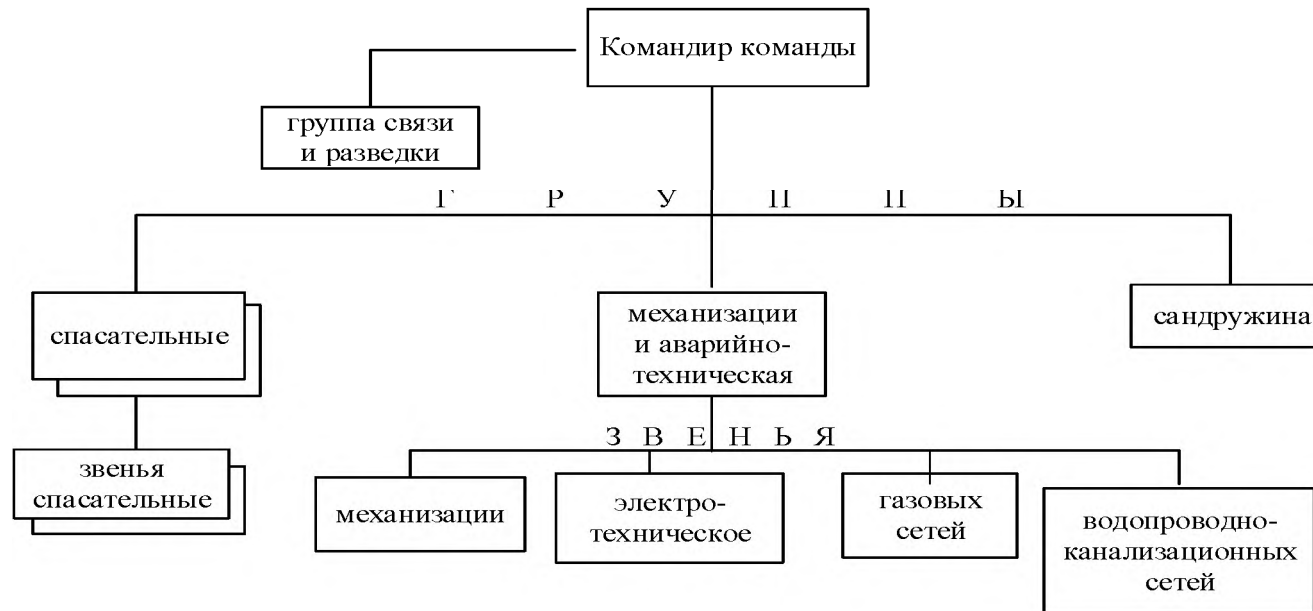 Командир команды
группа связи
и разведки
Г Р У П П Ы
спасательные
механизации
и аварийно-
техническая
сандружина
З В Е Н Ь Я
звенья
спасательные
механизации
электро-
техническое
газовых
сетей
водопроводно-
канализационных
сетей